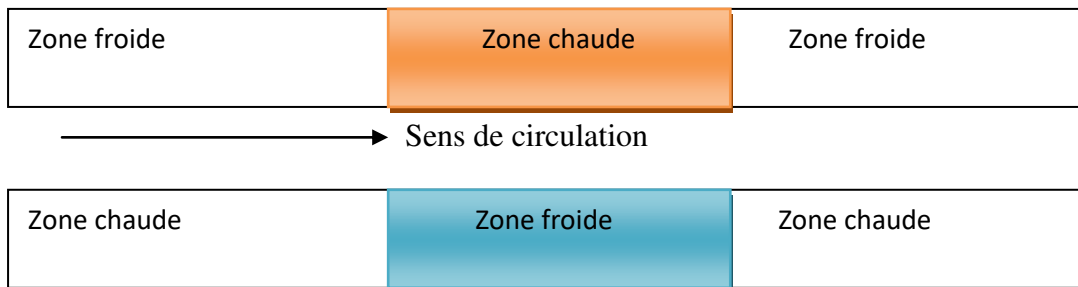 Zone froide Zone chaude Zone froide
Sens de circulation
Zone chaude Zone froide Zone chaude